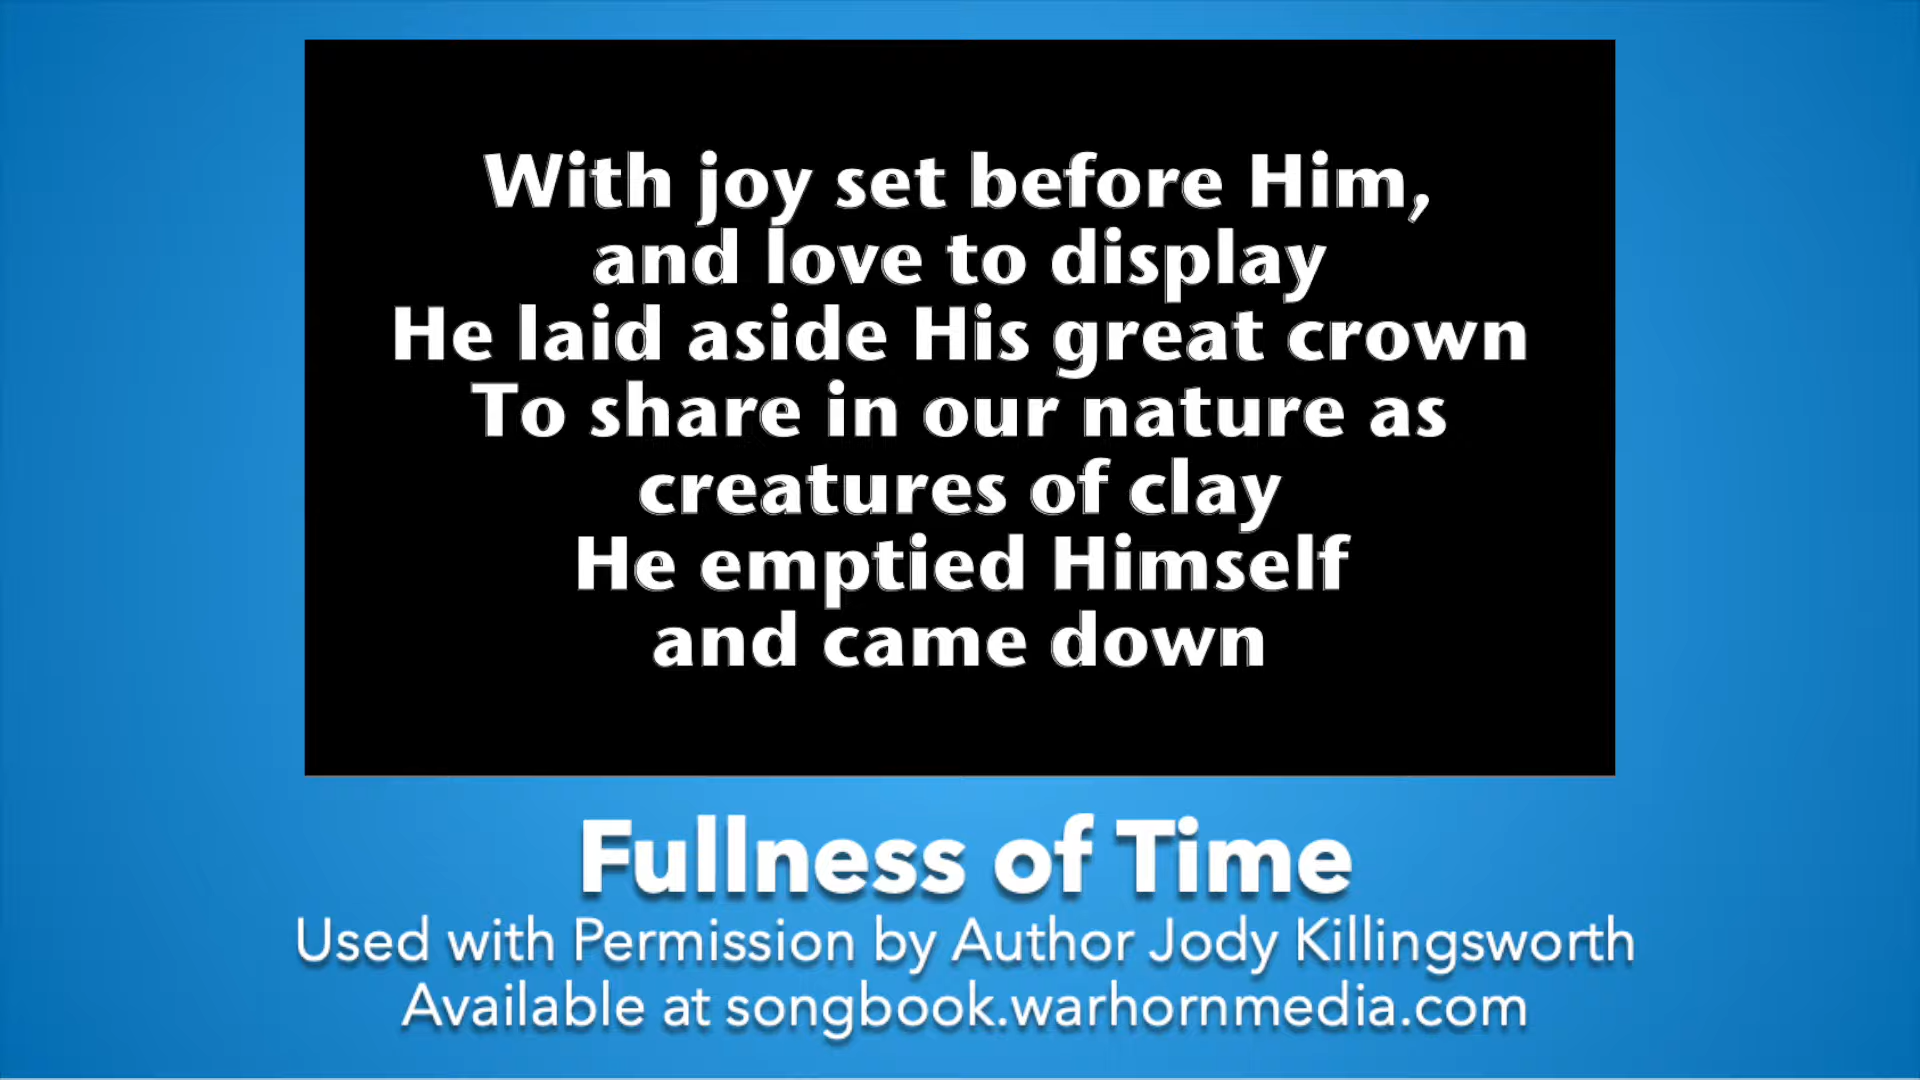 With joy set before Him,
and love to display
He laid aside His great crown
To share in our nature as
creatures of clay
He emptied Himself
and came down
Fullness of Time
Used with Permission by Author Jody Killingsworth
Available at songbook.warhornmedia.com